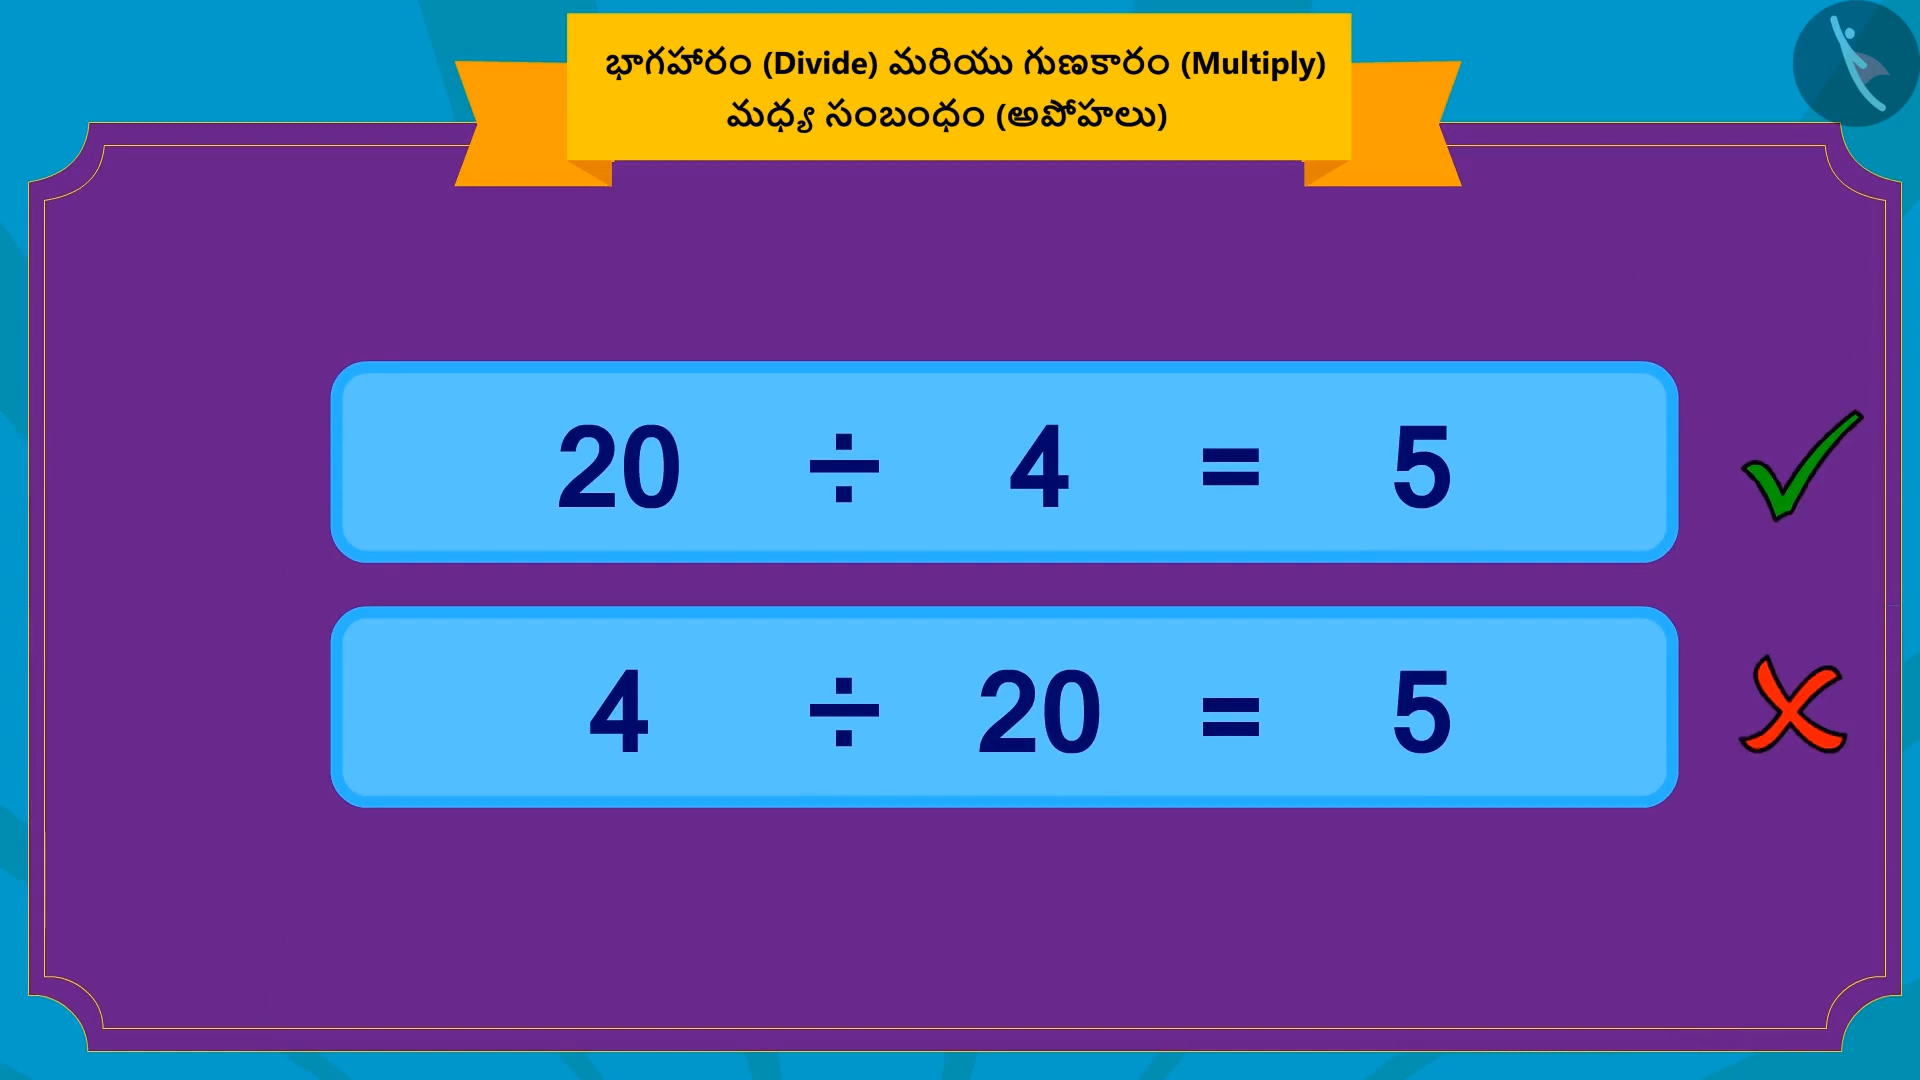 భాగహారం (Divide) మరియు గుణకారం (Multiply)
మధ్య సంబంధం (అపోహలు)
20 ÷ 4 = 5
4 ÷ 20 = 5